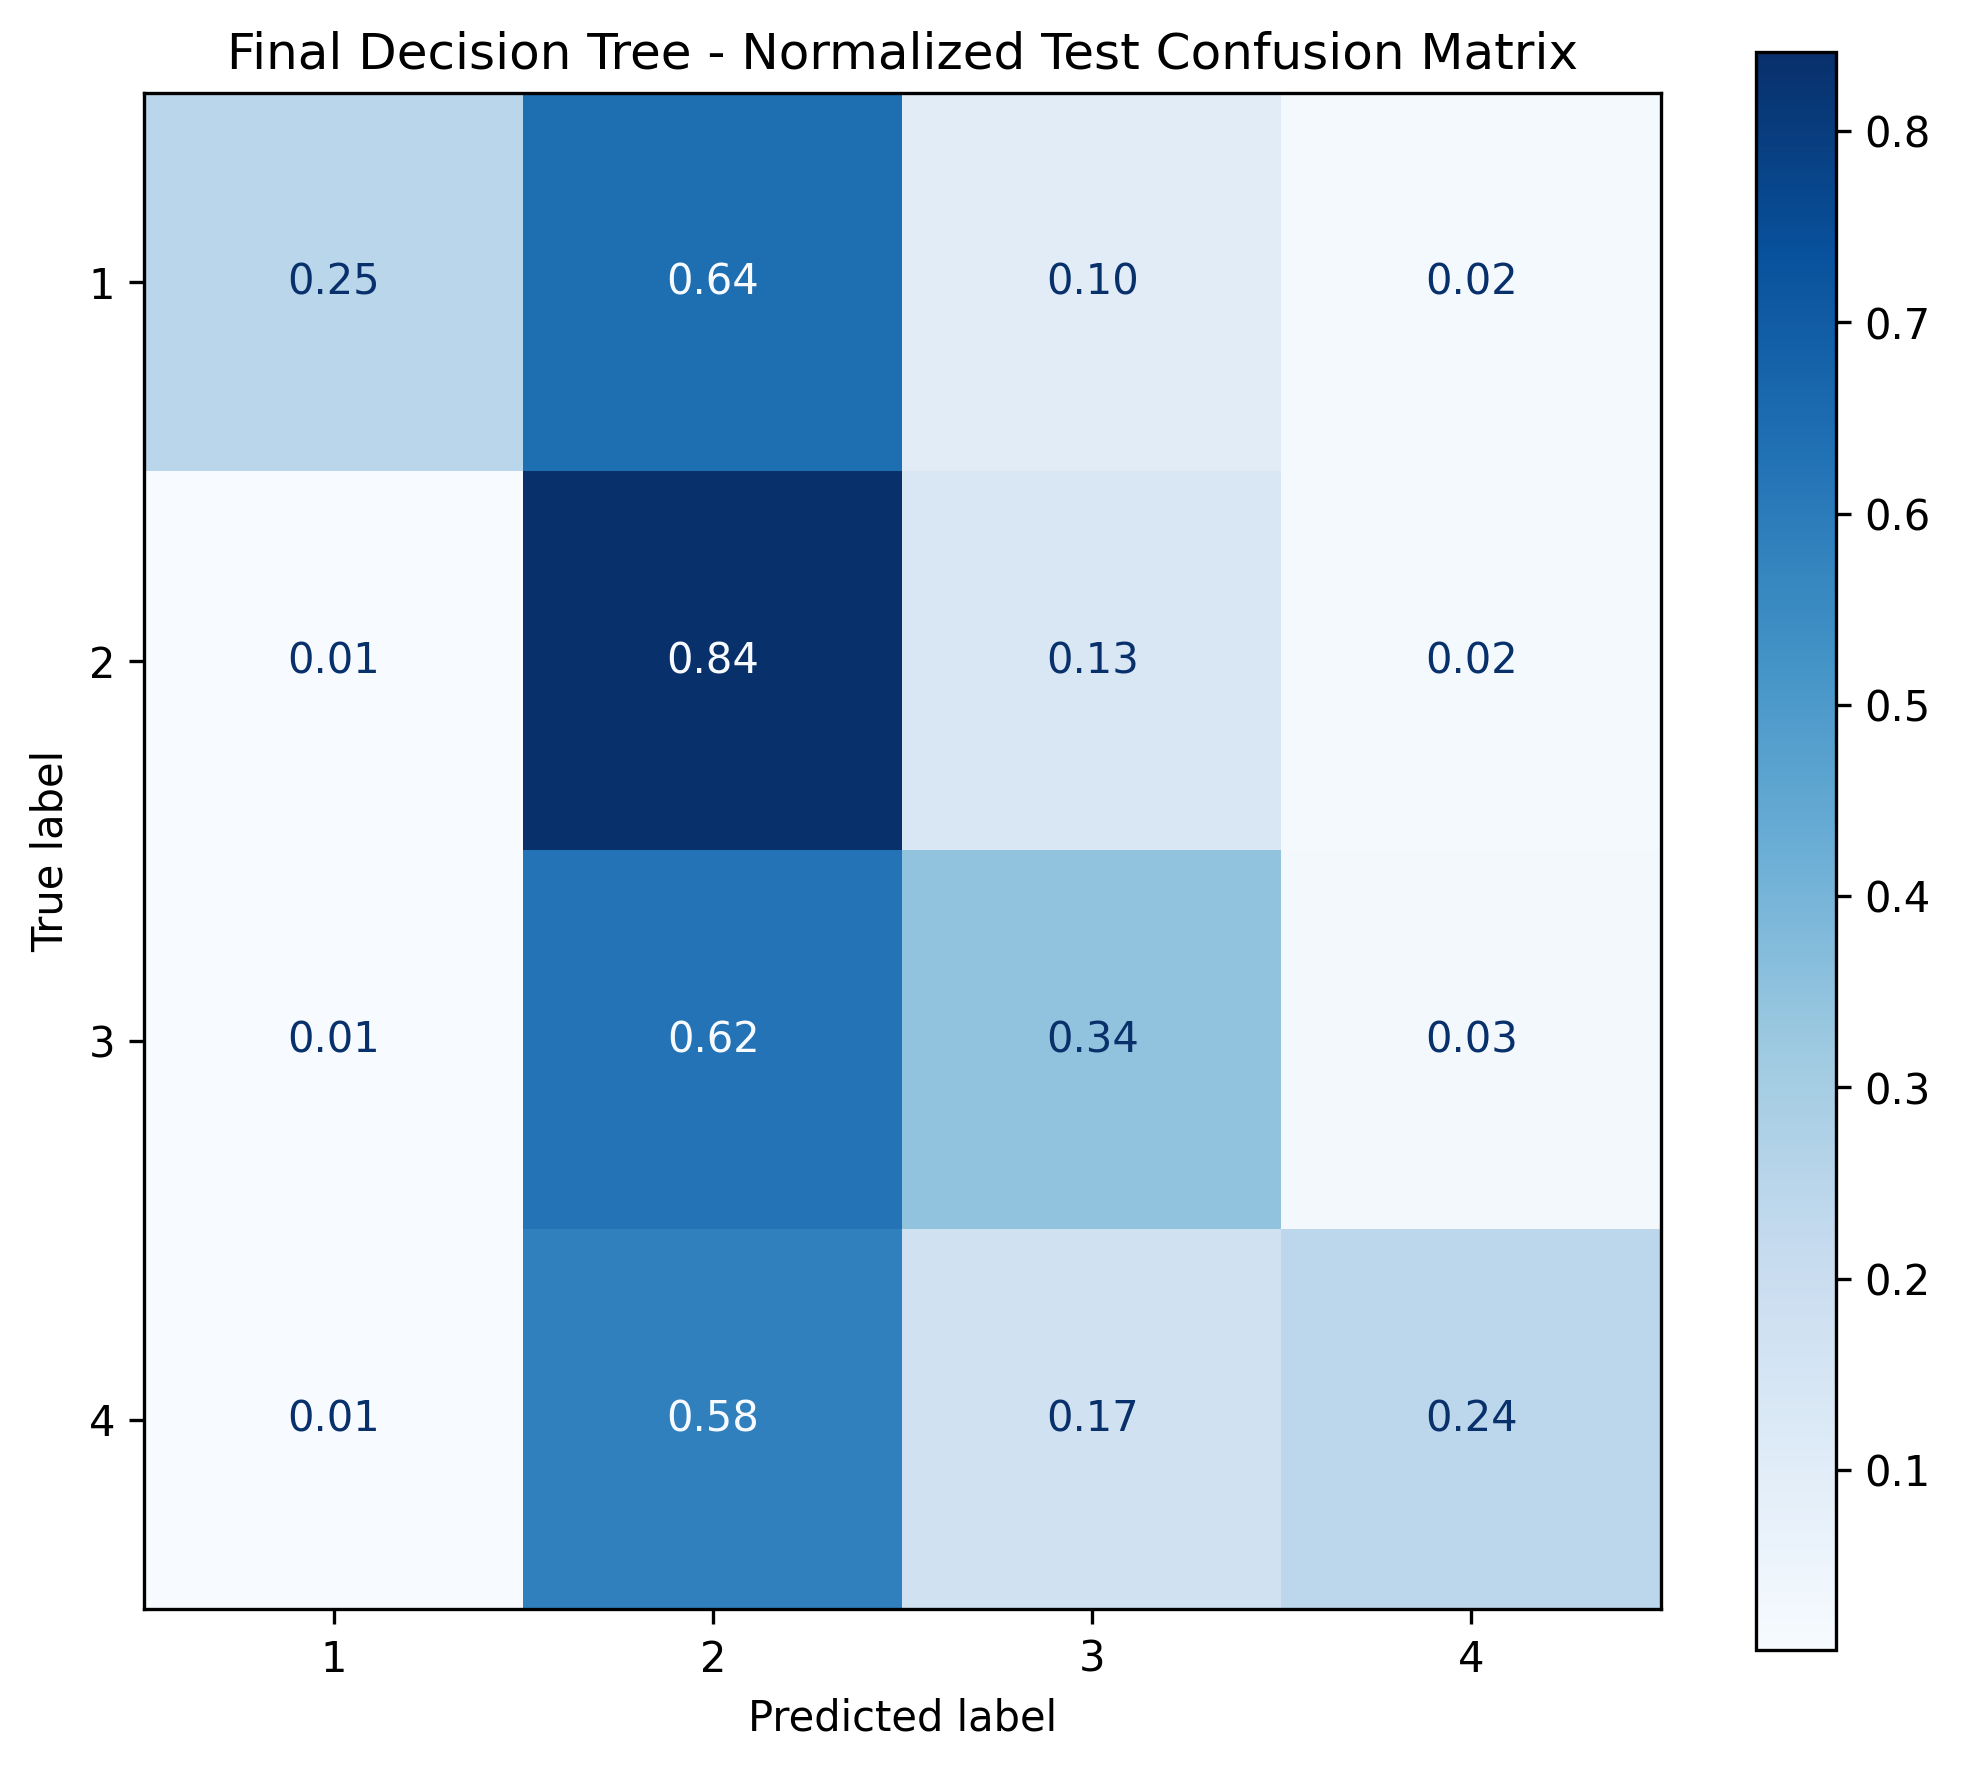 Final Decision Tree - Normalized Test Confusion Matrix
True label
1 0.25 0.64 0.10 0.02
2 0.01 0.84 0.13 0.02
3 0.01 0.62 0.34 0.03
4 0.01 0.58 0.17 0.24
1 2 3 4
Predicted label
0.8
0.7
0.6
0.5
0.4
0.3
0.2
0.1